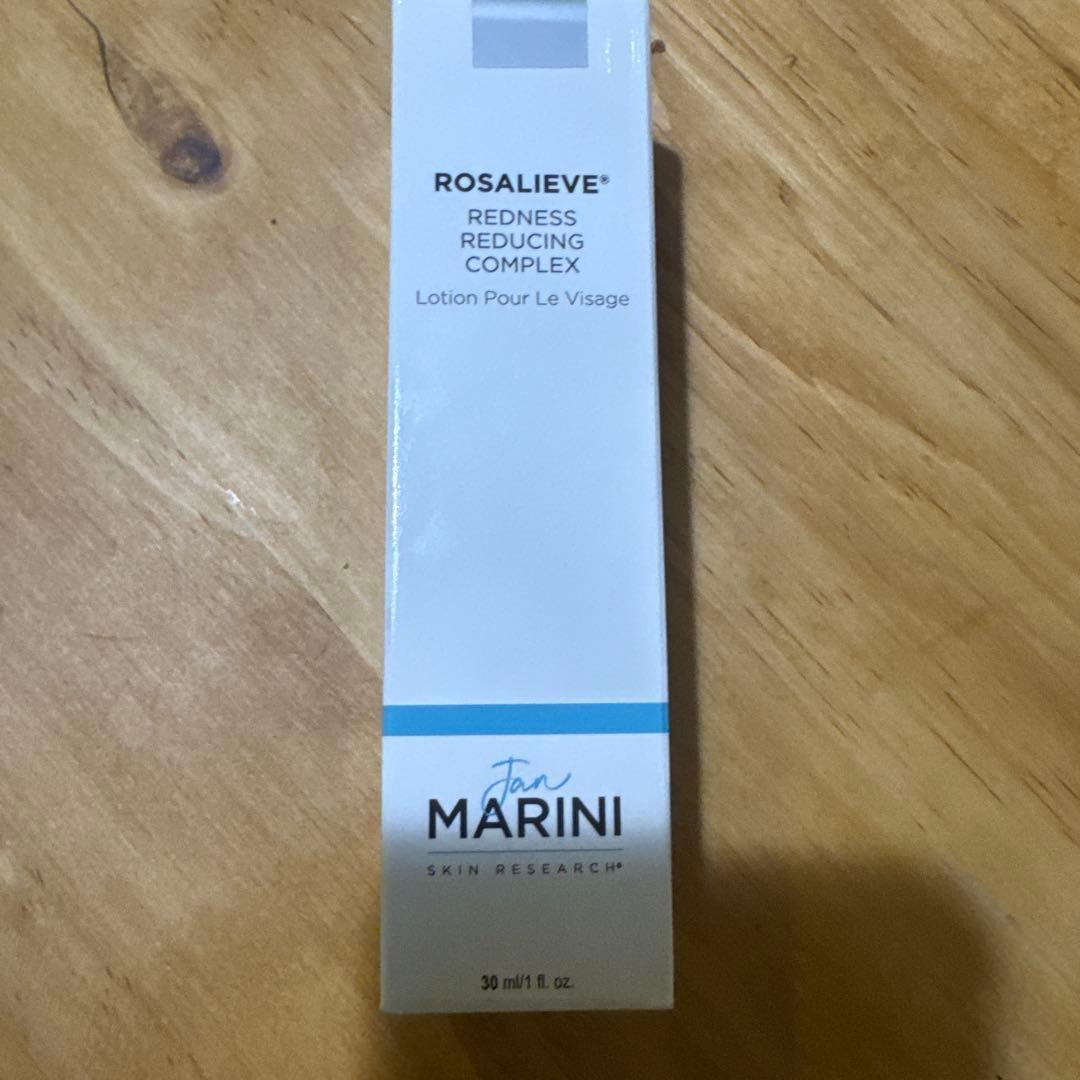 ROSALIEVE®
REDNESS
REDUCING
COMPLEX
Lotion Pour Le Visage
Jan
MARINI
SKIN RESEARCH®
30 ml/1 fl. oz.